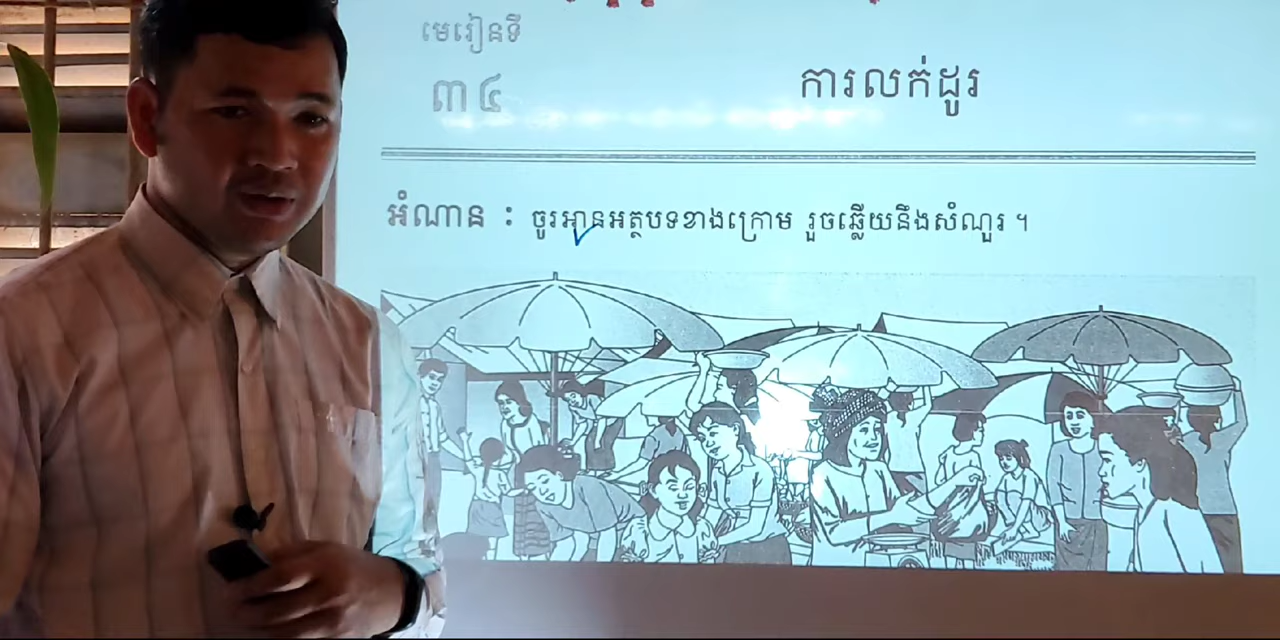 មេរៀនទី
៣៤
ការលក់ដូរ
អំណាន ៖ ចូរអានអត្ថបទខាងក្រោម រួចឆ្លើយនឹងសំណួរ ។